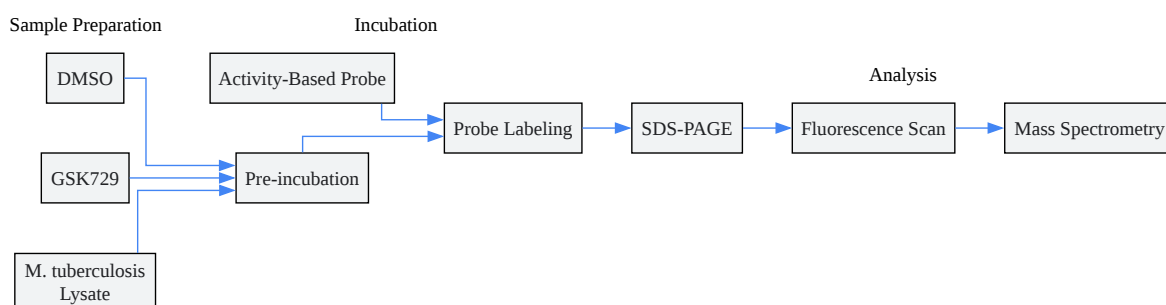 Sample Preparation
Incubation
DMSO
Activity-Based Probe
Analysis
Probe Labeling
SDS-PAGE
Fluorescence Scan
Mass Spectrometry
GSK729
Pre-incubation
M. tuberculosis
Lysate